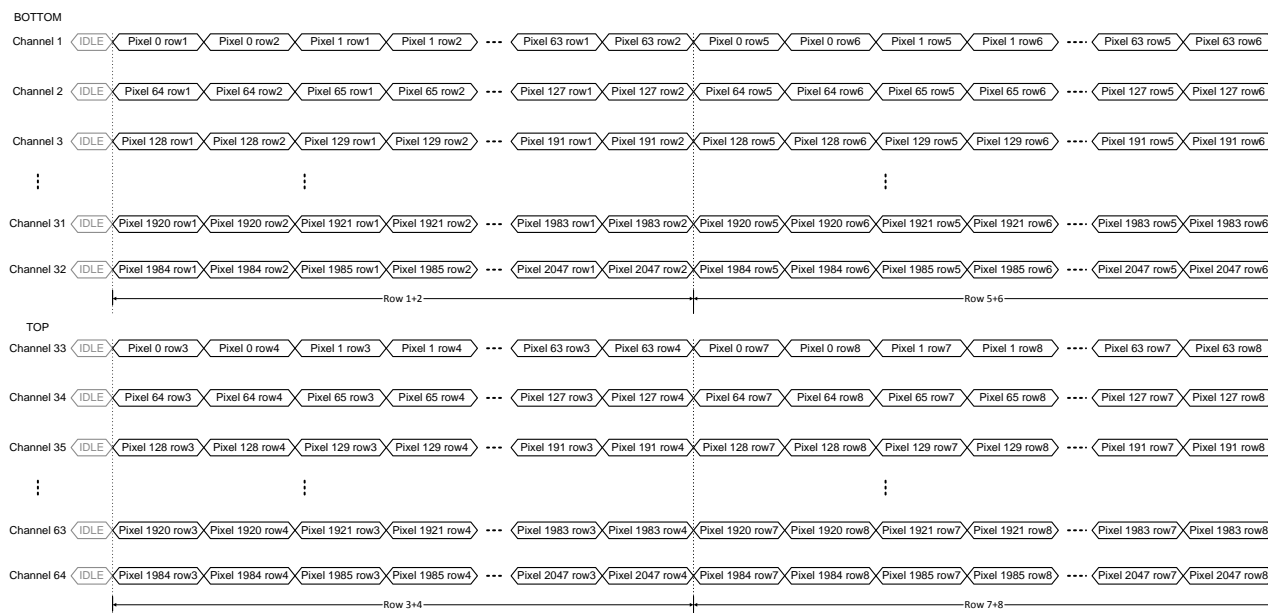 BOTTOM
Channel 1 IDLE Pixel 0 row1 Pixel 0 row2 Pixel 1 row1 Pixel 1 row2 Pixel 63 row1 Pixel 63 row2 Pixel 0 row5 Pixel 0 row6 Pixel 1 row5 Pixel 1 row6 Pixel 63 row5 Pixel 63 row6
Channel 2 IDLE Pixel 64 row1 Pixel 64 row2 Pixel 65 row1 Pixel 65 row2 Pixel 127 row1 Pixel 127 row2 Pixel 64 row5 Pixel 64 row6 Pixel 65 row5 Pixel 65 row6 Pixel 127 row5 Pixel 127 row6
Channel 3 IDLE Pixel 128 row1 Pixel 128 row2 Pixel 129 row1 Pixel 129 row2 Pixel 191 row1 Pixel 191 row2 Pixel 128 row5 Pixel 128 row6 Pixel 129 row5 Pixel 129 row6 Pixel 191 row5 Pixel 191 row6
Channel 31 IDLE Pixel 1920 row1 Pixel 1920 row2 Pixel 1921 row1 Pixel 1921 row2 Pixel 1983 row1 Pixel 1983 row2 Pixel 1920 row5 Pixel 1920 row6 Pixel 1921 row5 Pixel 1921 row6 Pixel 1983 row5 Pixel 1983 row6
Channel 32 IDLE Pixel 1984 row1 Pixel 1984 row2 Pixel 1985 row1 Pixel 1985 row2 Pixel 2047 row1 Pixel 2047 row2 Pixel 1984 row5 Pixel 1984 row6 Pixel 1985 row5 Pixel 1985 row6 Pixel 2047 row5 Pixel 2047 row6
Row 1+2 Row 5+6
TOP
Channel 33 IDLE Pixel 0 row3 Pixel 0 row4 Pixel 1 row3 Pixel 1 row4 Pixel 63 row3 Pixel 63 row4 Pixel 0 row7 Pixel 0 row8 Pixel 1 row7 Pixel 1 row8 Pixel 63 row7 Pixel 63 row8
Channel 34 IDLE Pixel 64 row3 Pixel 64 row4 Pixel 65 row3 Pixel 65 row4 Pixel 127 row3 Pixel 127 row4 Pixel 64 row7 Pixel 64 row8 Pixel 65 row7 Pixel 65 row8 Pixel 127 row7 Pixel 127 row8
Channel 35 IDLE Pixel 128 row3 Pixel 128 row4 Pixel 129 row3 Pixel 129 row4 Pixel 191 row3 Pixel 191 row4 Pixel 128 row7 Pixel 128 row8 Pixel 129 row7 Pixel 129 row8 Pixel 191 row7 Pixel 191 row8
Channel 63 IDLE Pixel 1920 row3 Pixel 1920 row4 Pixel 1921 row3 Pixel 1921 row4 Pixel 1983 row3 Pixel 1983 row4 Pixel 1920 row7 Pixel 1920 row8 Pixel 1921 row7 Pixel 1921 row8 Pixel 1983 row7 Pixel 1983 row8
Channel 64 IDLE Pixel 1984 row3 Pixel 1984 row4 Pixel 1985 row3 Pixel 1985 row4 Pixel 2047 row3 Pixel 2047 row4 Pixel 1984 row7 Pixel 1984 row8 Pixel 1985 row7 Pixel 1985 row8 Pixel 2047 row7 Pixel 2047 row8
Row 3+4 Row 7+8